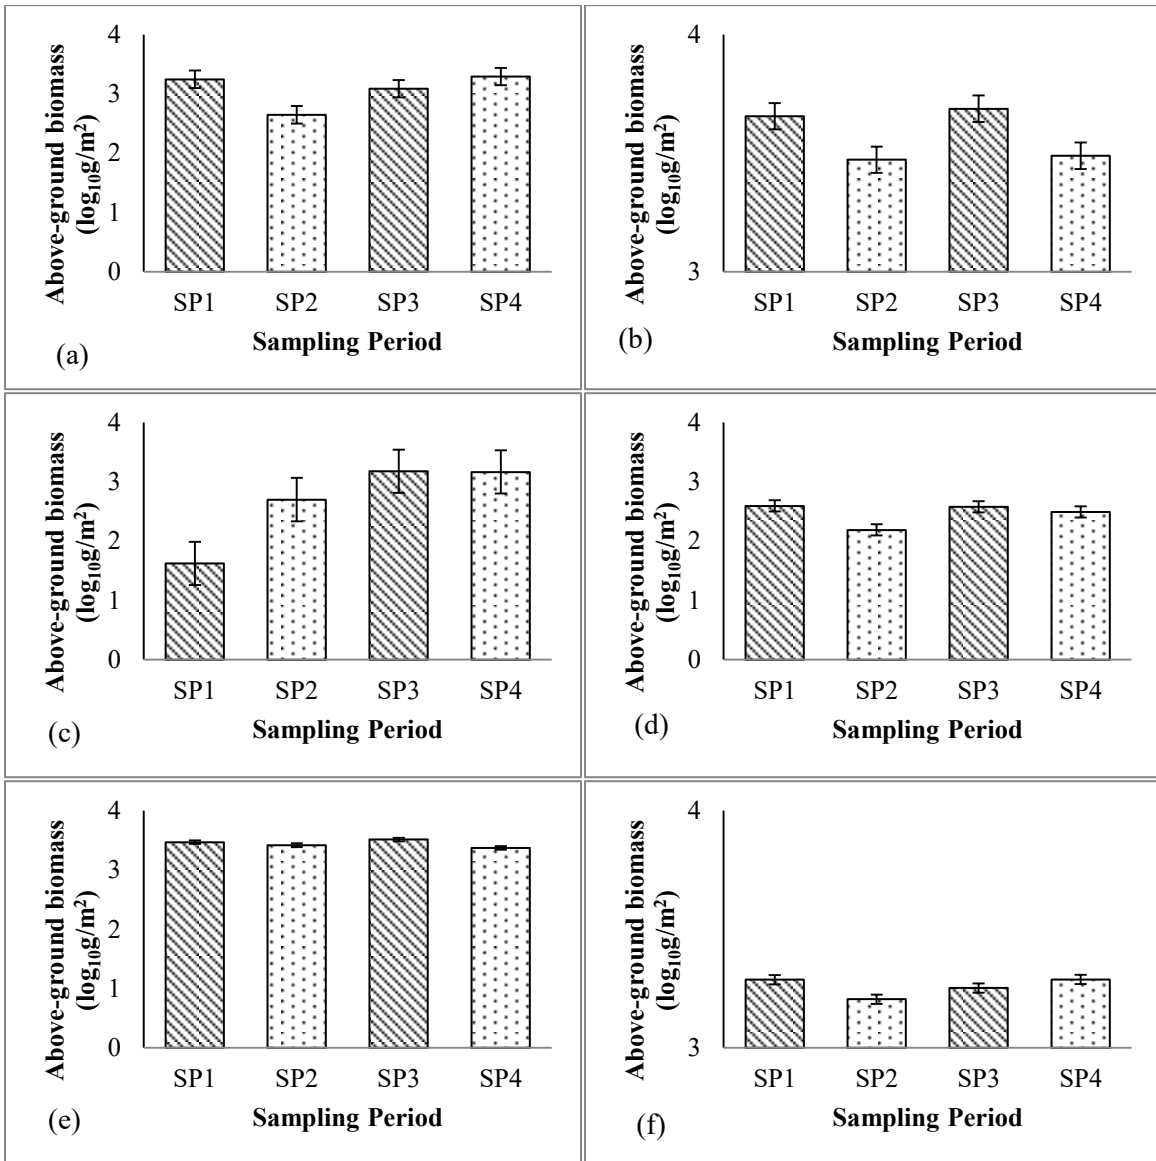 Above-ground biomass
(log₁₀g/m²)
4
3
2
1
0
SP1 SP2 SP3 SP4
Sampling Period
(a)
Above-ground biomass
(log₁₀g/m²)
4
3
SP1 SP2 SP3 SP4
Sampling Period
(b)
Above-ground biomass
(log₁₀g/m²)
4
3
2
1
0
SP1 SP2 SP3 SP4
Sampling Period
(c)
Above-ground biomass
(log₁₀g/m²)
4
3
2
1
0
SP1 SP2 SP3 SP4
Sampling Period
(d)
Above-ground biomass
(log₁₀g/m²)
4
3
2
1
0
SP1 SP2 SP3 SP4
Sampling Period
(e)
Above-ground biomass
(log₁₀g/m²)
4
3
SP1 SP2 SP3 SP4
Sampling Period
(f)